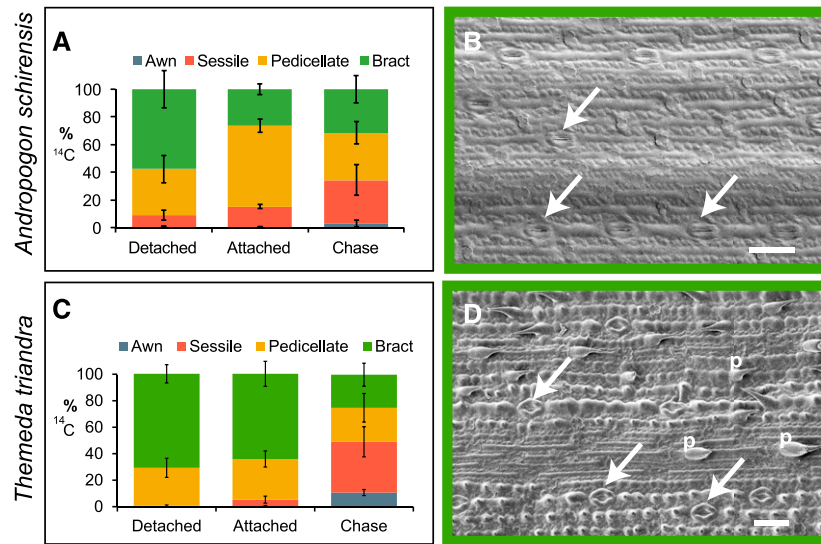 Andropogon schirensis
A
Awn Sessile Pedicellate Bract
100
80
60
40
20
0
%
14C
Detached Attached Chase
B
Themeda triandra
C
Awn Sessile Pedicellate Bract
100
80
60
40
20
0
%
14C
Detached Attached Chase
D
p
p
p